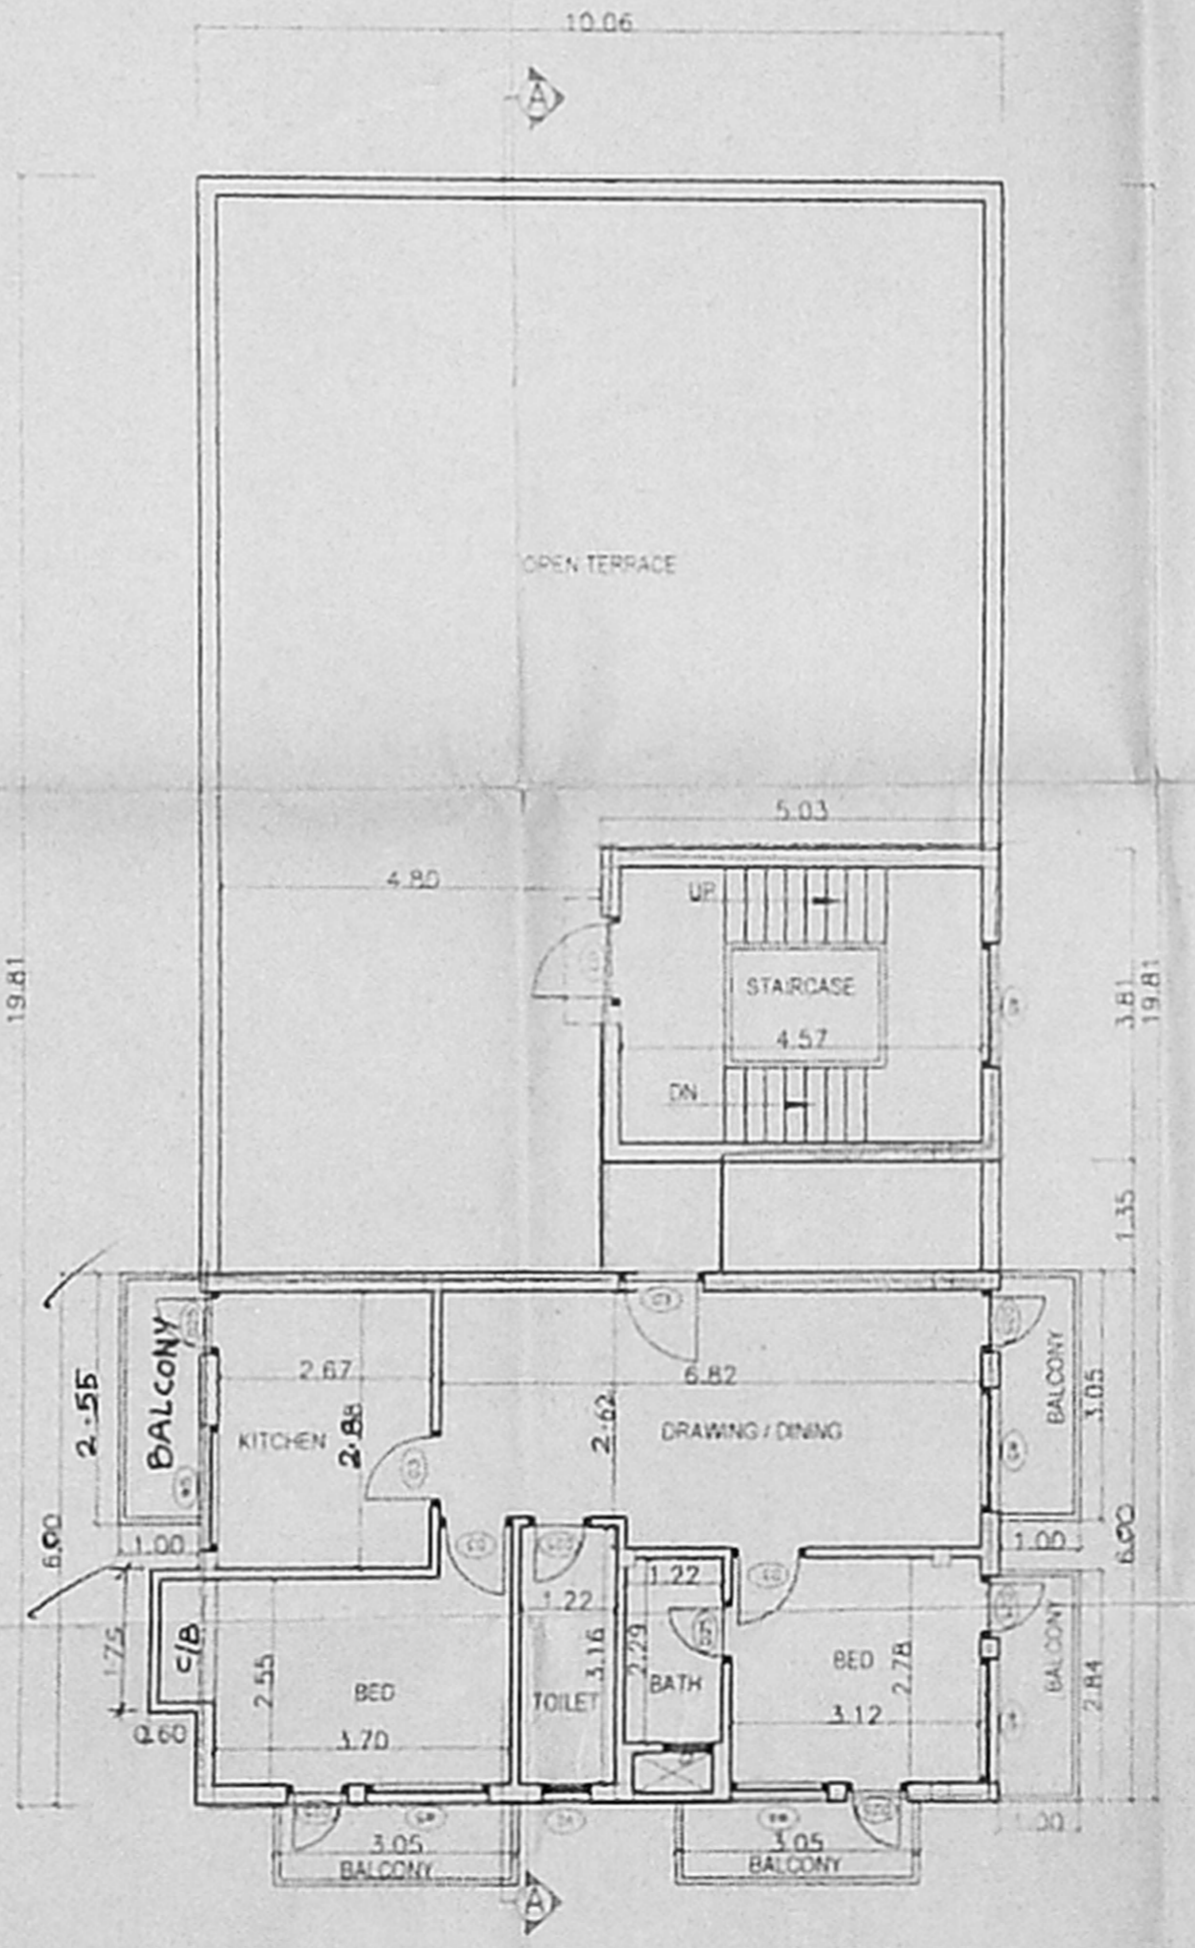 10.06
A
OPEN TERRACE
5.03
4.80
UP
STAIRCASE
4.57
DN
19.81
3.81
19.81
1.35
BALCONY
2.55
1.00
6.00
2.67
KITCHEN
2.88
6.82
2.62
DRAWING / DINING
BALCONY
3.05
1.00
6.00
C/B
1.75
0.60
2.55
BED
3.70
1.22
3.16
TOILET
1.22
2.29
BATH
BED
2.78
3.12
BALCONY
2.84
1.00
3.05
BALCONY
3.05
BALCONY
A